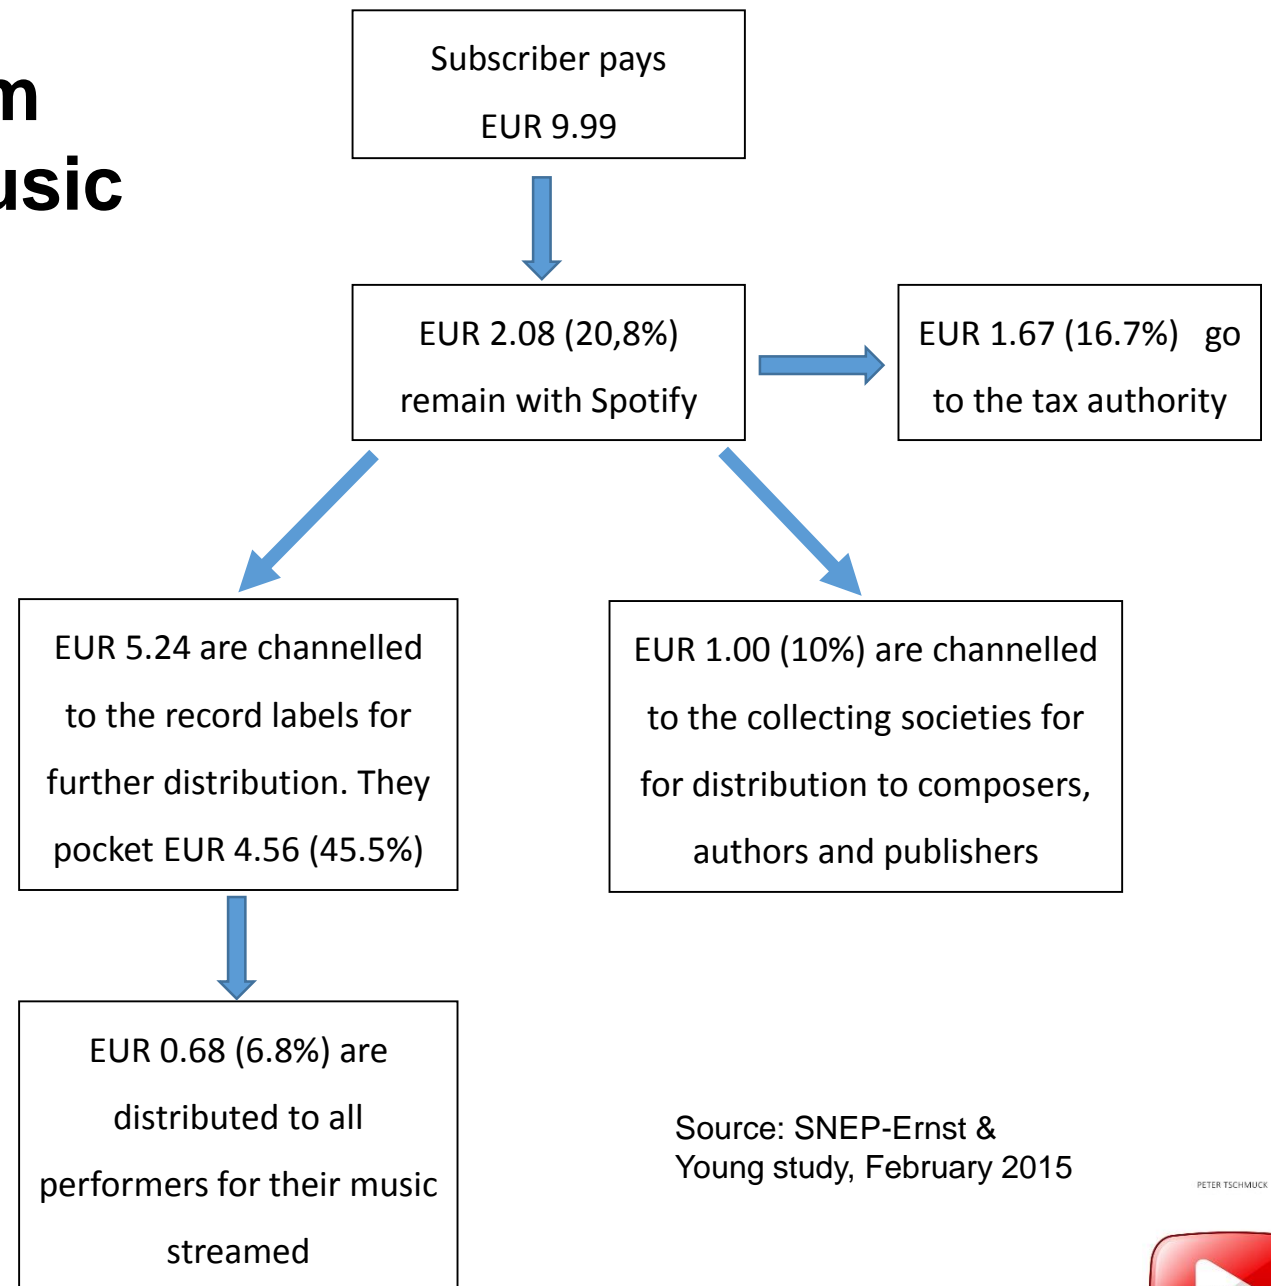 Subscriber pays
EUR 9.99
EUR 2.08 (20,8%)
remain with Spotify
EUR 1.67 (16.7%) go
to the tax authority
EUR 5.24 are channelled
to the record labels for
further distribution. They
pocket EUR 4.56 (45.5%)
EUR 1.00 (10%) are channelled
to the collecting societies for
for distribution to composers,
authors and publishers
EUR 0.68 (6.8%) are
distributed to all
performers for their music
streamed
Source: SNEP-Ernst &
Young study, February 2015
PETER TSCHMUCK